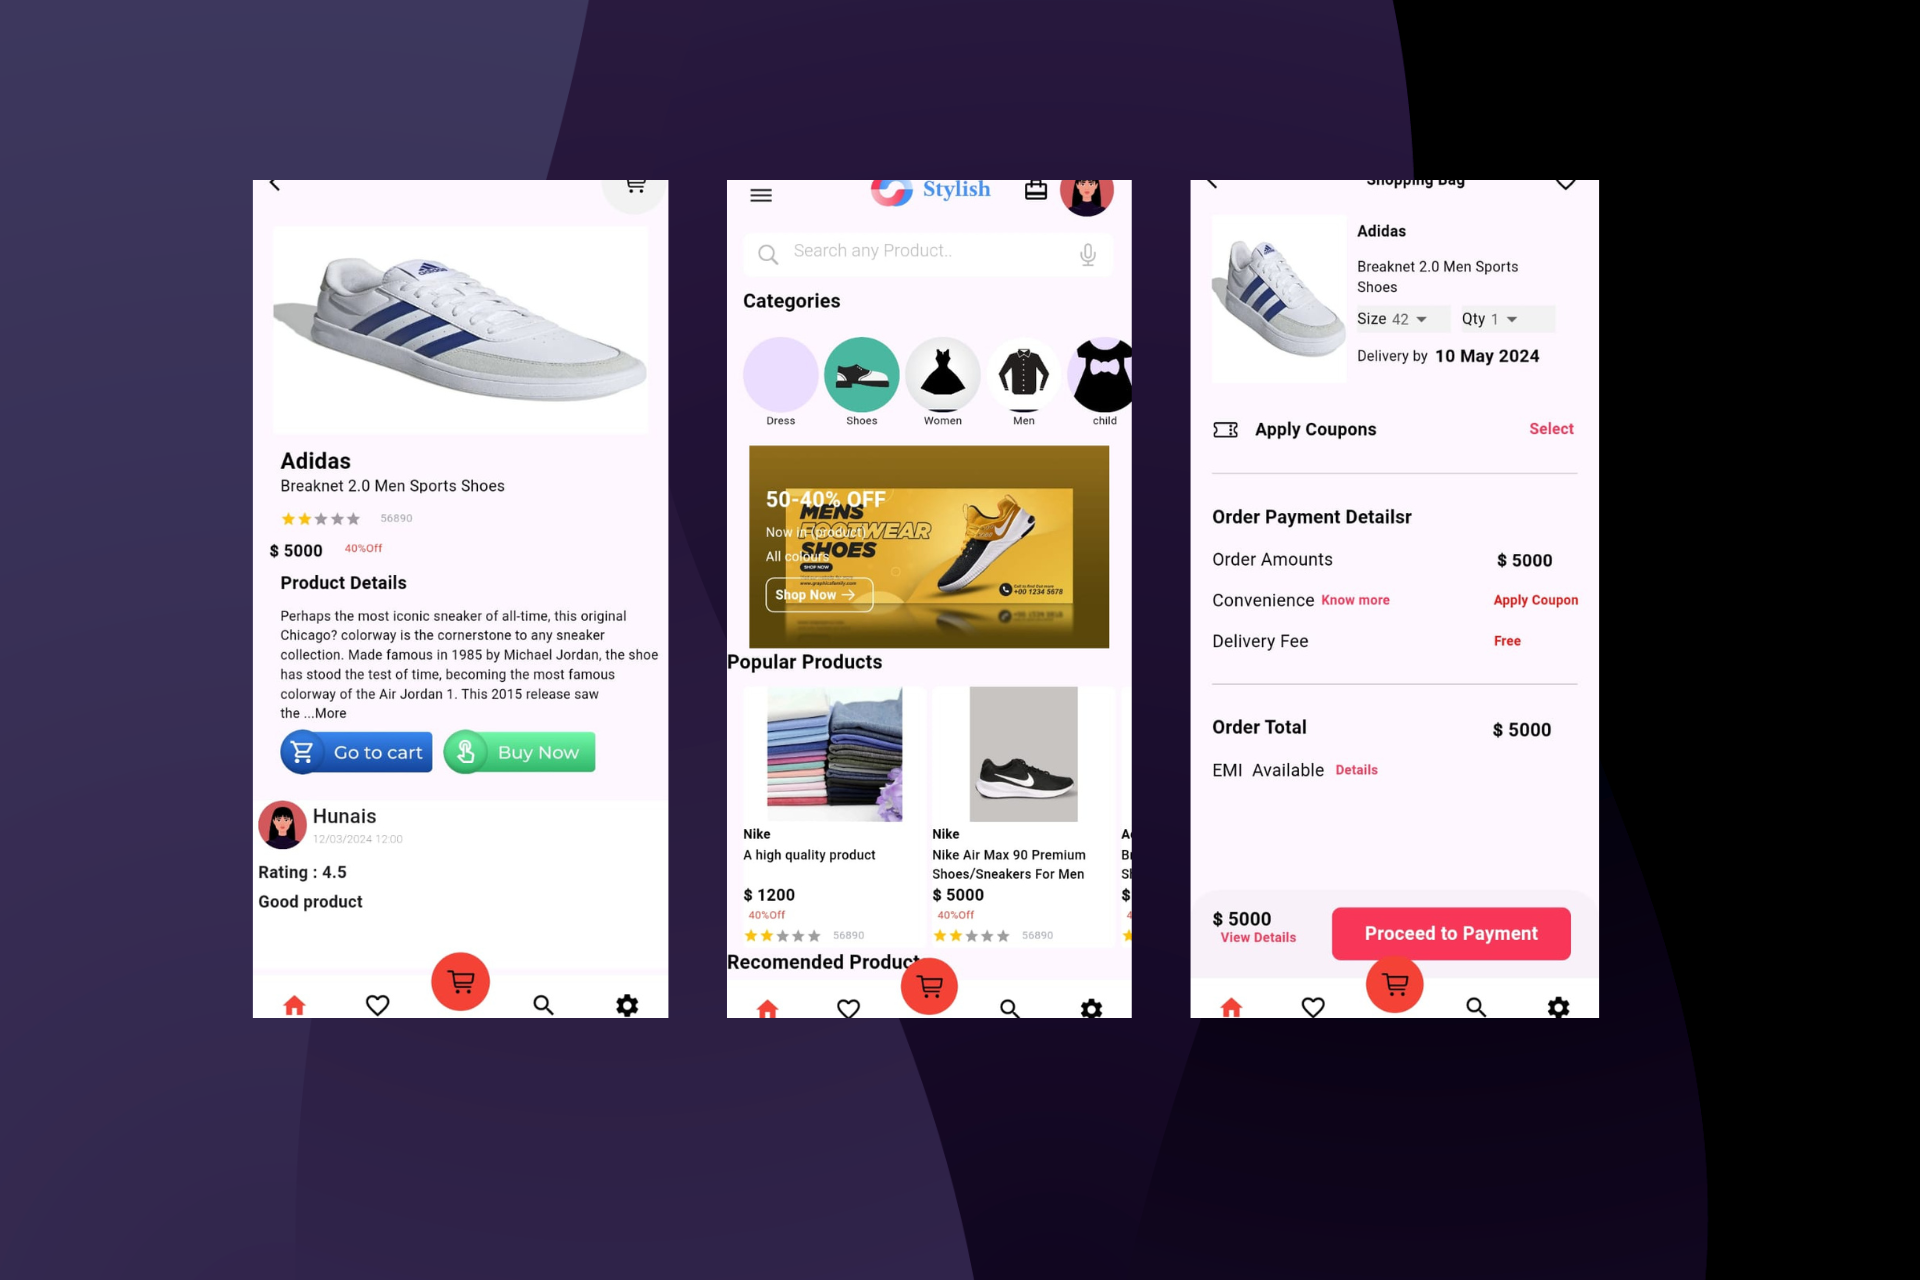 Adidas
Breaknet 2.0 Men Sports Shoes
56890
$ 5000
40%Off
Product Details
Perhaps the most iconic sneaker of all-time, this original
Chicago? colorway is the cornerstone to any sneaker
collection. Made famous in 1985 by Michael Jordan, the shoe
has stood the test of time, becoming the most famous
colorway of the Air Jordan 1. This 2015 release saw
the ...More
Go to cart
Buy Now
Hunais
12/03/2024 12:00
Rating : 4.5
Good product
Stylish
Search any Product..
Categories
Dress
Shoes
Women
Men
child
50-40% OFF
Now in (product)
All colours
Shop Now
MENS
FOOTWEAR
SHOES
SHOP NOW
www.graphicsfamily.com
+00 1234 5678
Popular Products
Nike
A high quality product
$ 1200
40%Off
56890
Nike
Nike Air Max 90 Premium
Shoes/Sneakers For Men
$ 5000
40%Off
56890
Recomended Product
Shopping Bag
Adidas
Breaknet 2.0 Men Sports
Shoes
Size 42
Qty 1
Delivery by 10 May 2024
Apply Coupons
Select
Order Payment Detailsr
Order Amounts
$ 5000
Convenience Know more
Apply Coupon
Delivery Fee
Free
Order Total
$ 5000
EMI Available Details
$ 5000
View Details
Proceed to Payment